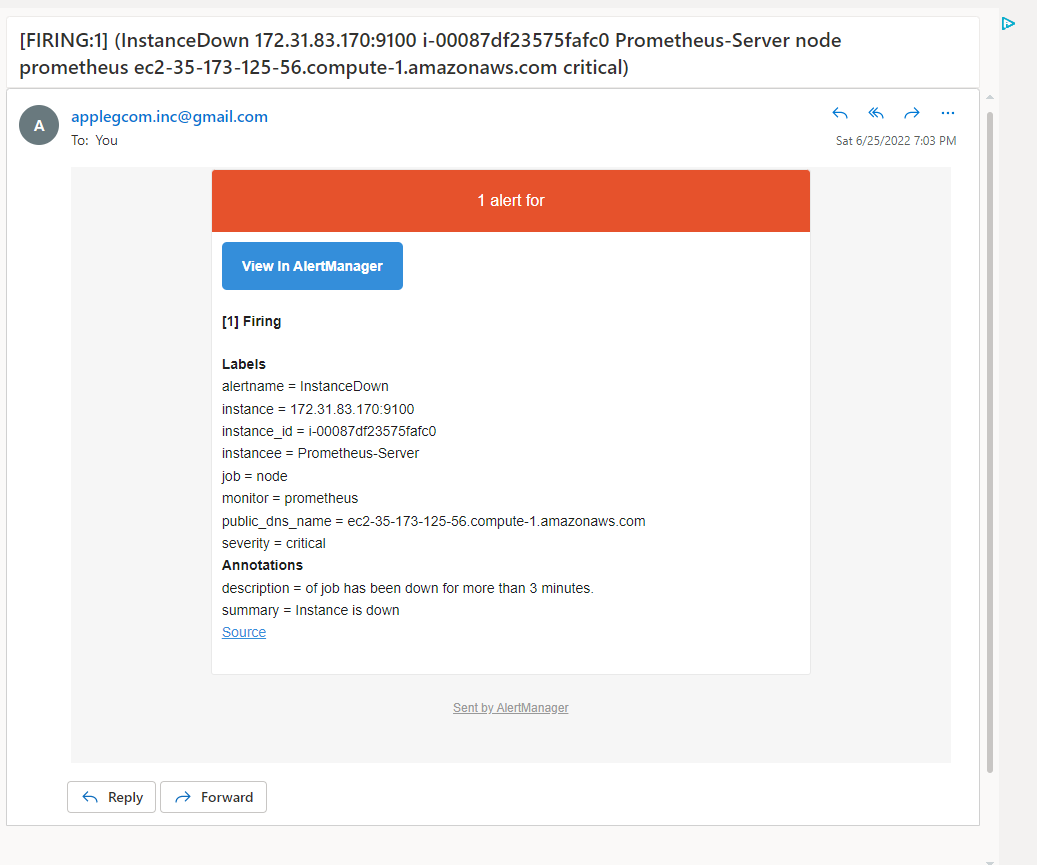 [FIRING:1] (InstanceDown 172.31.83.170:9100 i-00087df23575fafc0 Prometheus-Server node
prometheus ec2-35-173-125-56.compute-1.amazonaws.com critical)
A
applegcom.inc@gmail.com
To: You
Sat 6/25/2022 7:03 PM
1 alert for
View In AlertManager
[1] Firing
Labels
alertname = InstanceDown
instance = 172.31.83.170:9100
instance_id = i-00087df23575fafc0
instancee = Prometheus-Server
job = node
monitor = prometheus
public_dns_name = ec2-35-173-125-56.compute-1.amazonaws.com
severity = critical
Annotations
description = of job has been down for more than 3 minutes.
summary = Instance is down
Source
Sent by AlertManager
Reply
Forward